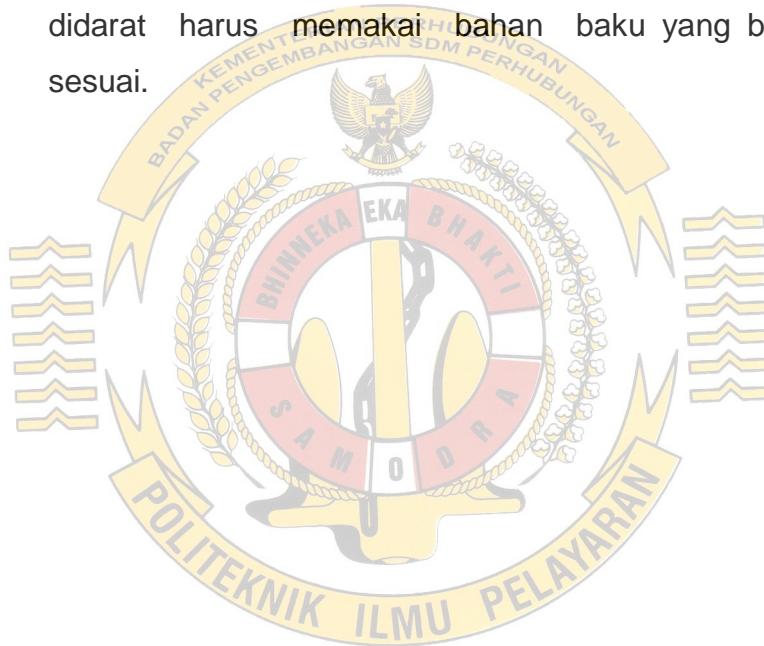 didarat harus memakai bahan baku yang b
sesuai.
KEMENTERIAN PERHUBUNGAN
BADAN PENGEMBANGAN SDM PERHUBUNGAN
BHINNEKA EKA BHAKTI
SAMODRA
POLITEKNIK ILMU PELAYARAN